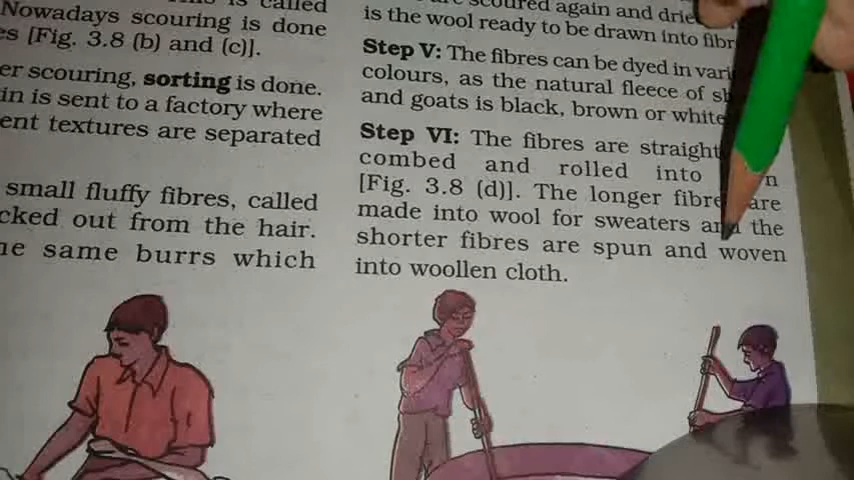 is called
Nowadays scouring is done
es [Fig. 3.8 (b) and (c)].
er scouring, sorting is done.
in is sent to a factory where
ent textures are separated
small fluffy fibres, called
cked out from the hair.
he same burrs which
scoured again and drie
is the wool ready to be drawn into fibr
Step V: The fibres can be dyed in vari
colours, as the natural fleece of sh
and goats is black, brown or white
Step VI: The fibres are straight
combed and rolled into n
[Fig. 3.8 (d)]. The longer fibre are
made into wool for sweaters and the
shorter fibres are spun and woven
into woollen cloth.